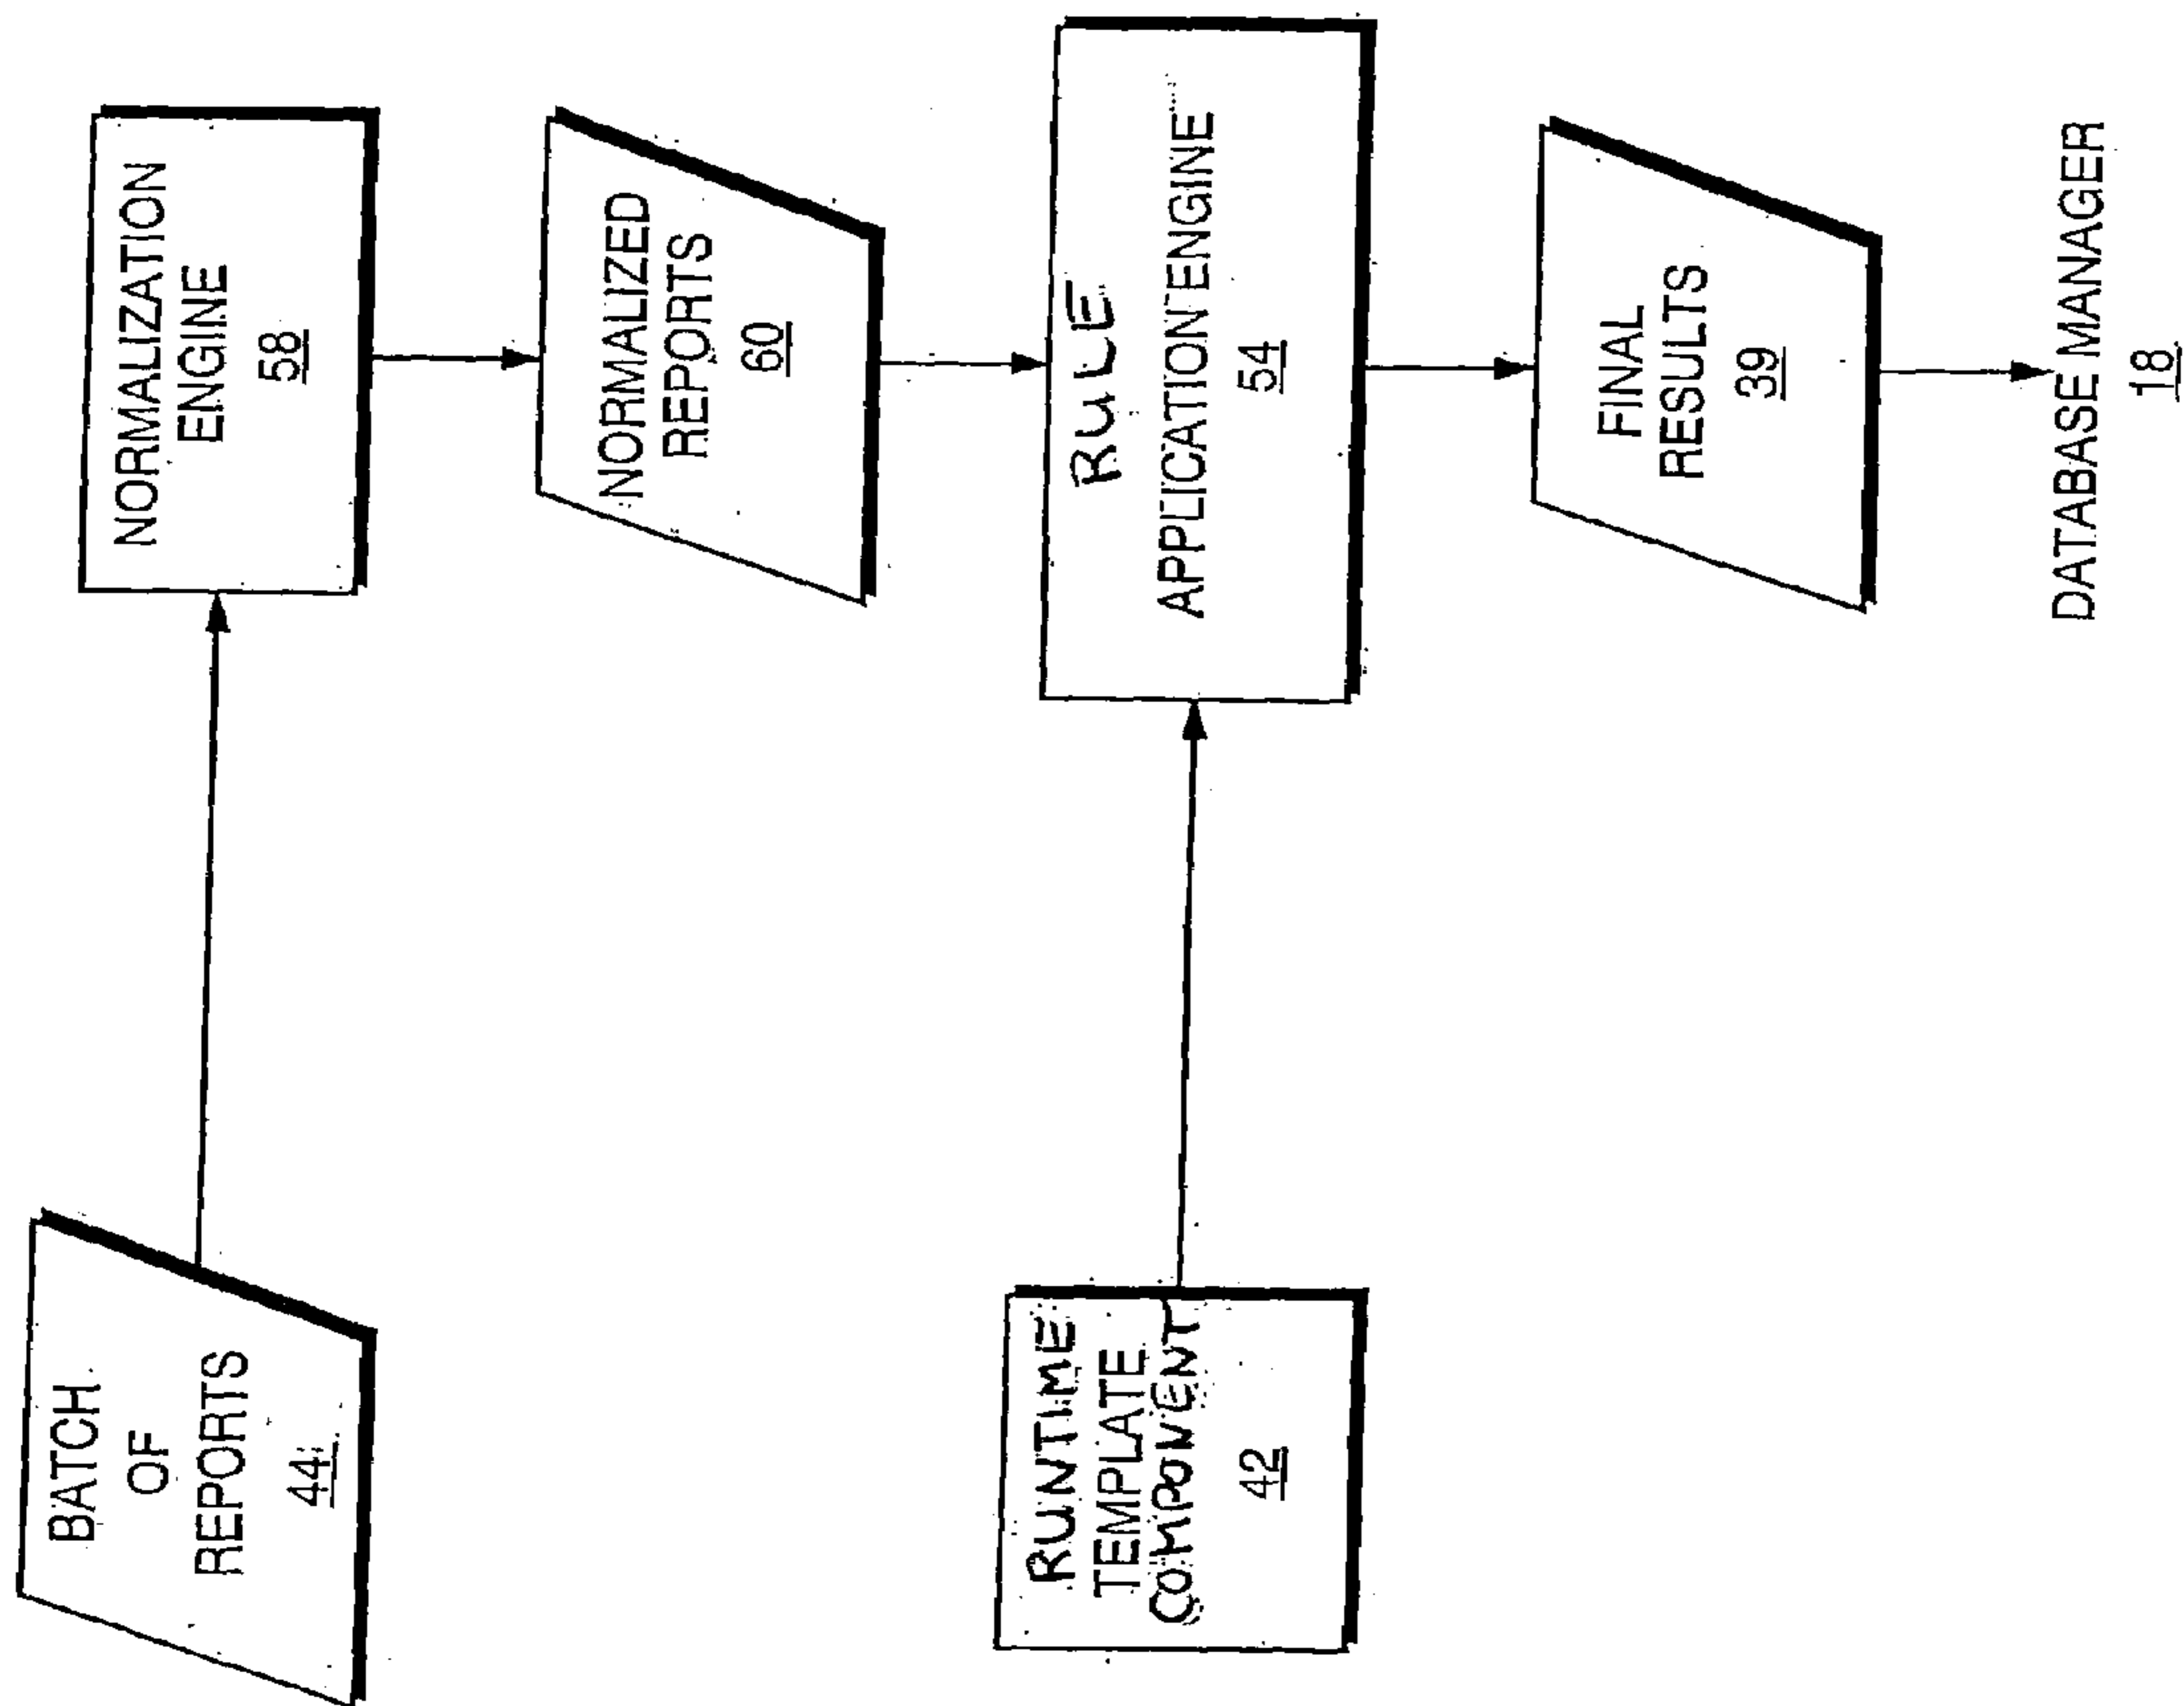 BATCH
OF
REPORTS
44
NORMALIZATION
ENGINE
58
NORMALIZED
REPORTS
60
RUNTIME
TEMPLATE
COMPONENT
42
RULE
APPLICATION ENGINE
54
FINAL
RESULTS
39
DATABASE MANAGER
18